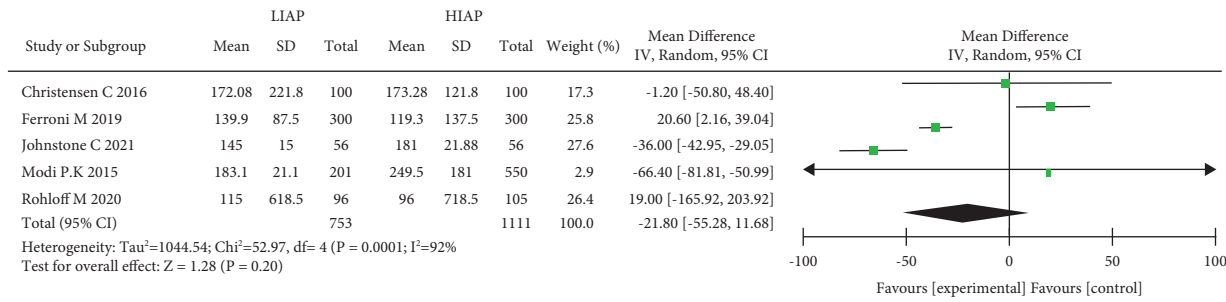 LIAP HIAP
Study or Subgroup Mean SD Total Mean SD Total Weight (%) Mean Difference IV, Random, 95% CI Mean Difference IV, Random, 95% CI
Christensen C 2016 172.08 221.8 100 173.28 121.8 100 17.3 -1.20 [-50.80, 48.40]
Ferroni M 2019 139.9 87.5 300 119.3 137.5 300 25.8 20.60 [2.16, 39.04]
Johnstone C 2021 145 15 56 181 21.88 56 27.6 -36.00 [-42.95, -29.05]
Modi P.K 2015 183.1 21.1 201 249.5 181 550 2.9 -66.40 [-81.81, -50.99]
Rohloff M 2020 115 618.5 96 96 718.5 105 26.4 19.00 [-165.92, 203.92]
Total (95% CI) 753 1111 100.0 -21.80 [-55.28, 11.68]
Heterogeneity: Tau²=1044.54; Chi²=52.97, df= 4 (P = 0.0001; I²=92%
Test for overall effect: Z = 1.28 (P = 0.20)
-100 -50 0 50 100
Favours [experimental] Favours [control]